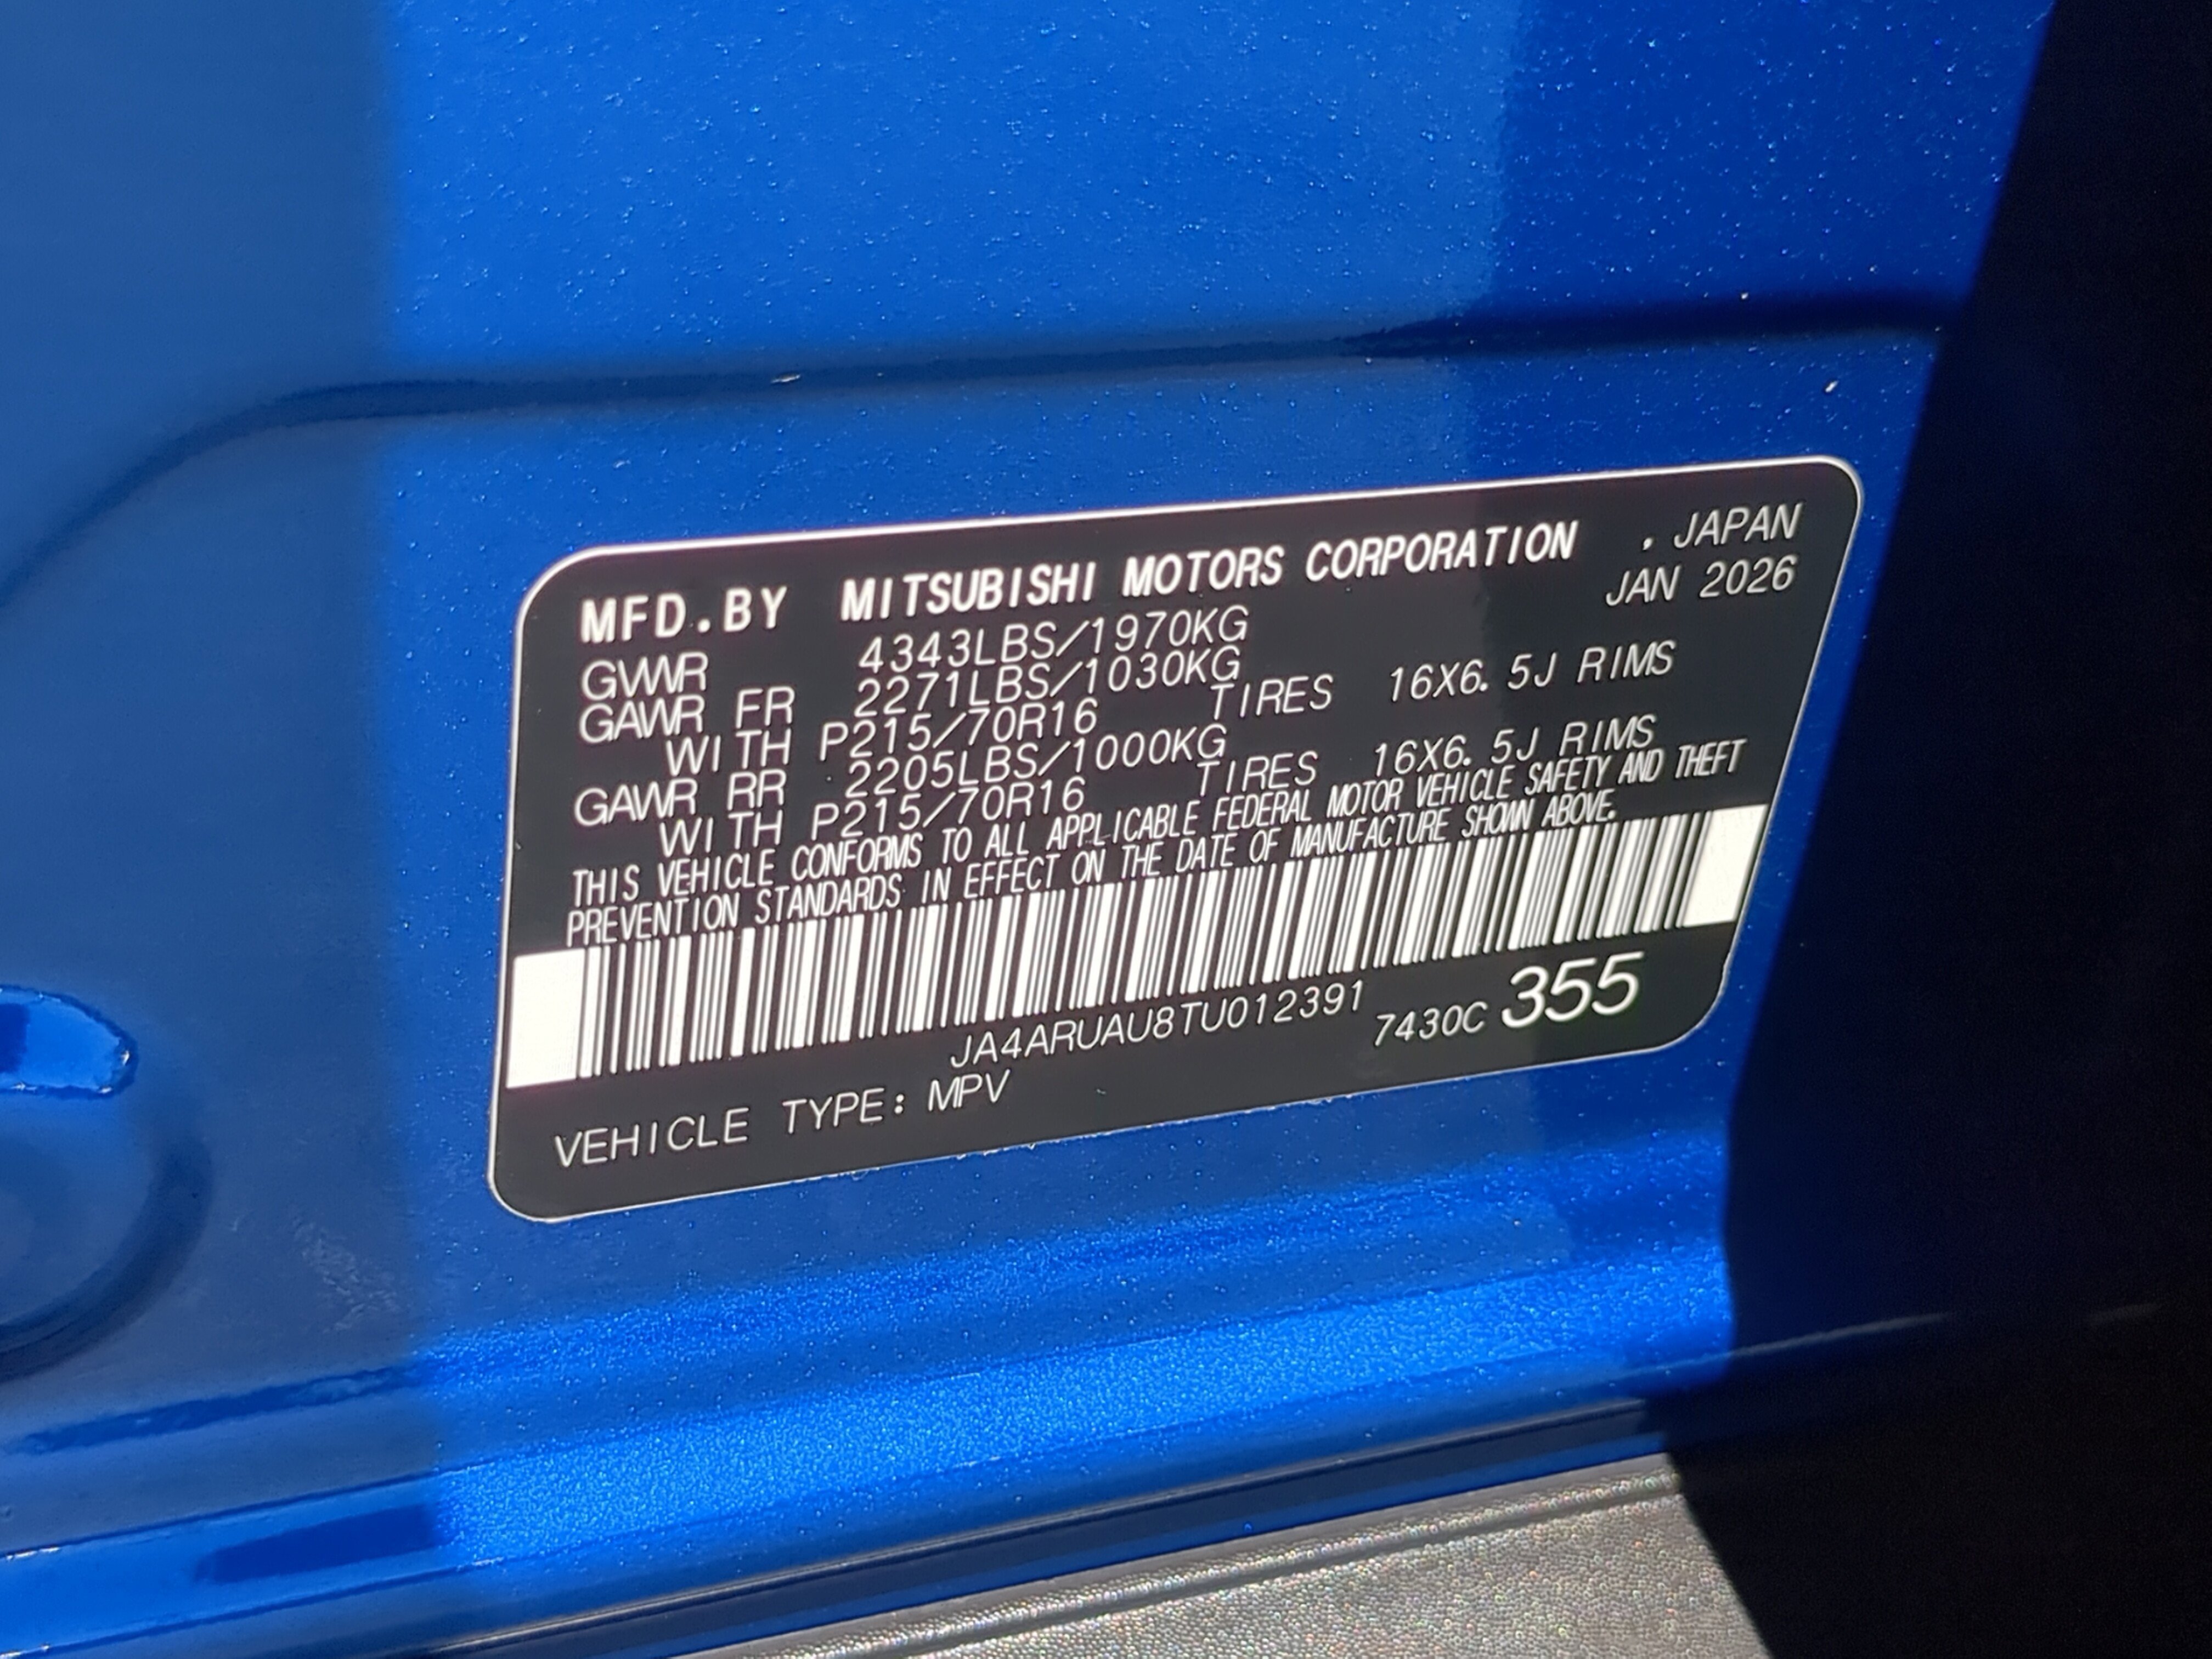 MFD.BY MITSUBISHI MOTORS CORPORATION . JAPAN
JAN 2026
GVWR 4343LBS/1970KG
GAWR FR 2271LBS/1030KG
WITH P215/70R16 TIRES 16X6.5J RIMS
GAWR RR 2205LBS/1000KG
WITH P215/70R16 TIRES 16X6.5J RIMS
THIS VEHICLE CONFORMS TO ALL APPLICABLE FEDERAL MOTOR VEHICLE SAFETY AND THEFT
PREVENTION STANDARDS IN EFFECT ON THE DATE OF MANUFACTURE SHOWN ABOVE.
JA4ARUAU8TU012391
7430C 355
VEHICLE TYPE: MPV